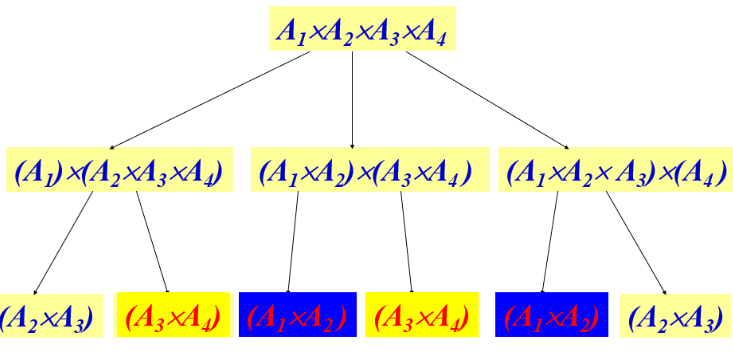 A₁×A₂×A₃×A₄
(A₁)×(A₂×A₃×A₄) (A₁×A₂)×(A₃×A₄) (A₁×A₂×A₃)×(A₄)
(A₂×A₃) (A₃×A₄) (A₁×A₂) (A₃×A₄) (A₁×A₂) (A₂×A₃)